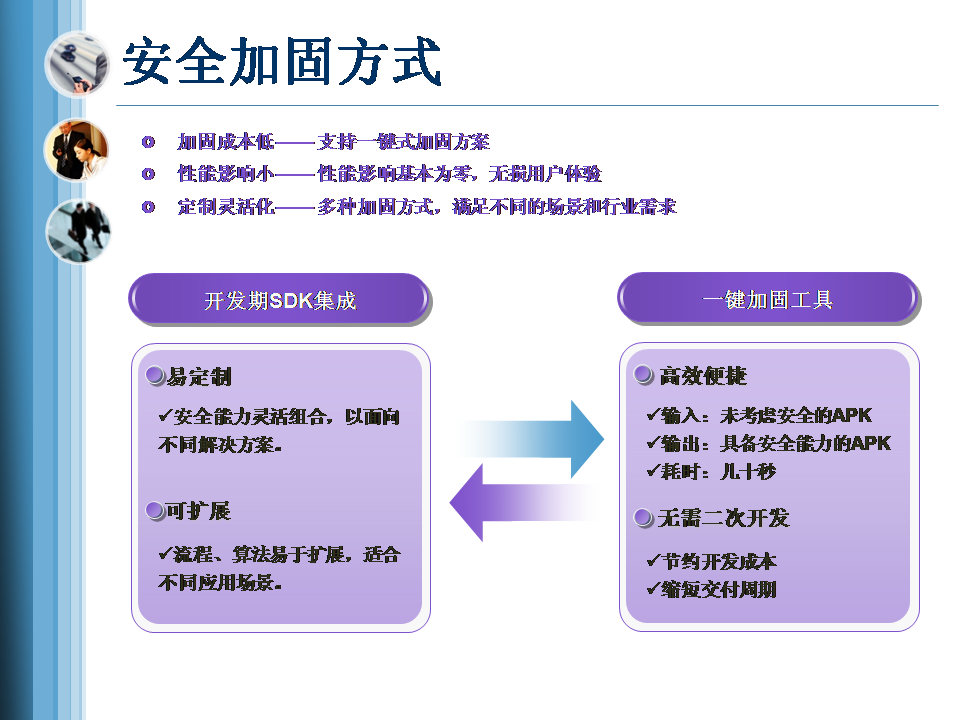 安全加固方式
加固成本低——支持一键式加固方案
性能影响小——性能影响基本为零，无损用户体验
定制灵活化——多种加固方式，满足不同的场景和行业需求
开发期SDK集成
易定制
✓安全能力灵活组合，以面向
不同解决方案。
可扩展
✓流程、算法易于扩展，适合
不同应用场景。
一键加固工具
高效便捷
✓输入：未考虑安全的APK
✓输出：具备安全能力的APK
✓耗时：几十秒
无需二次开发
✓节约开发成本
✓缩短交付周期